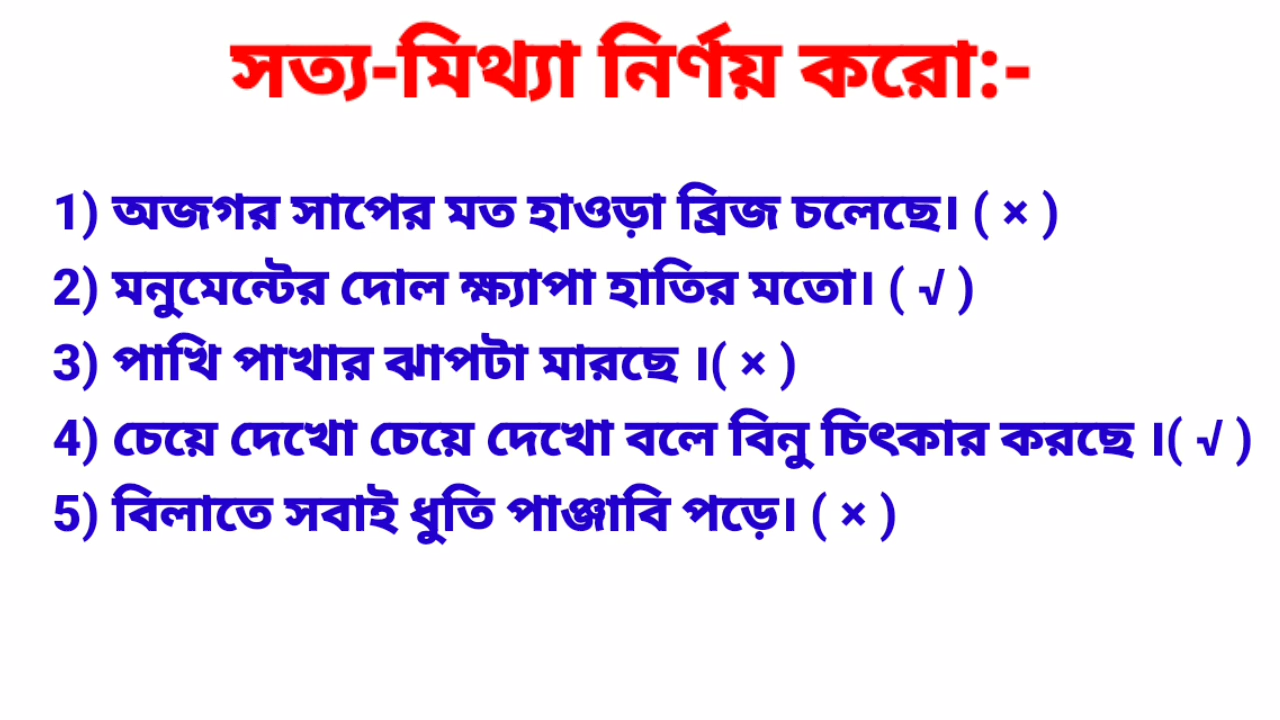 সত্য-মিথ্যা নির্ণয় করো:-
1) অজগর সাপের মত হাওড়া ব্রিজ চলেছে। ( × )
2) মনুমেন্টের দোল ক্ষ্যাপা হাতির মতো। ( √ )
3) পাখি পাখার ঝাপটা মারছে ।( × )
4) চেয়ে দেখো চেয়ে দেখো বলে বিনু চিৎকার করছে ।( √ )
5) বিলাতে সবাই ধুতি পাঞ্জাবি পড়ে। ( × )